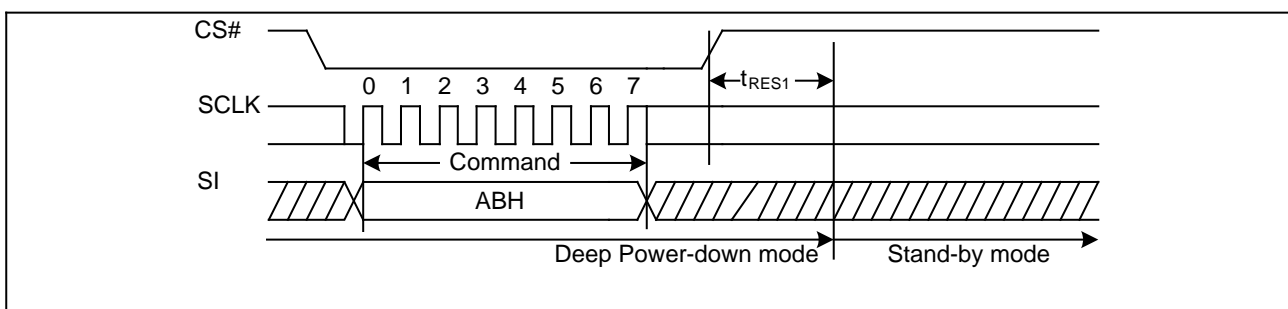 CS#
tRES1
0 1 2 3 4 5 6 7
SCLK
Command
SI
ABH
Deep Power-down mode Stand-by mode